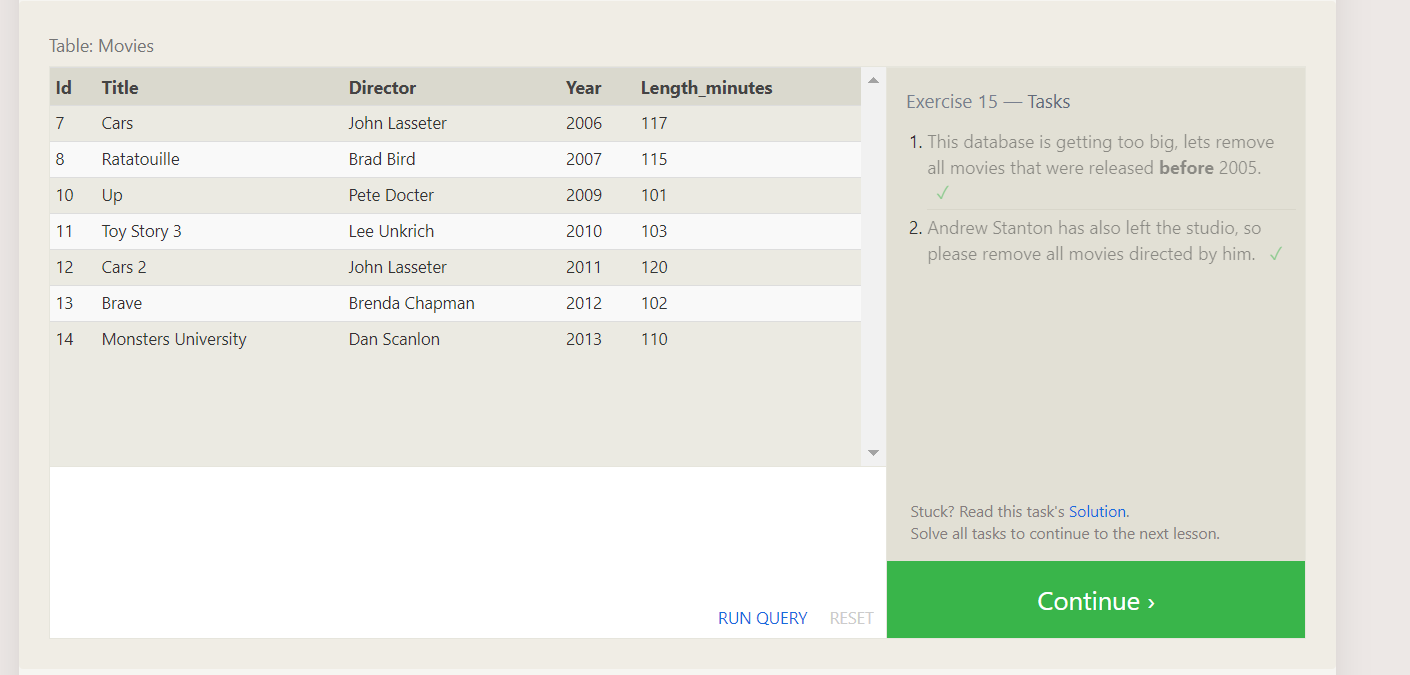 Table: Movies
Id Title Director Year Length_minutes
7 Cars John Lasseter 2006 117
8 Ratatouille Brad Bird 2007 115
10 Up Pete Docter 2009 101
11 Toy Story 3 Lee Unkrich 2010 103
12 Cars 2 John Lasseter 2011 120
13 Brave Brenda Chapman 2012 102
14 Monsters University Dan Scanlon 2013 110
RUN QUERY RESET
Exercise 15 — Tasks
1. This database is getting too big, lets remove
all movies that were released before 2005.
✓
2. Andrew Stanton has also left the studio, so
please remove all movies directed by him. ✓
Stuck? Read this task's Solution.
Solve all tasks to continue to the next lesson.
Continue ›